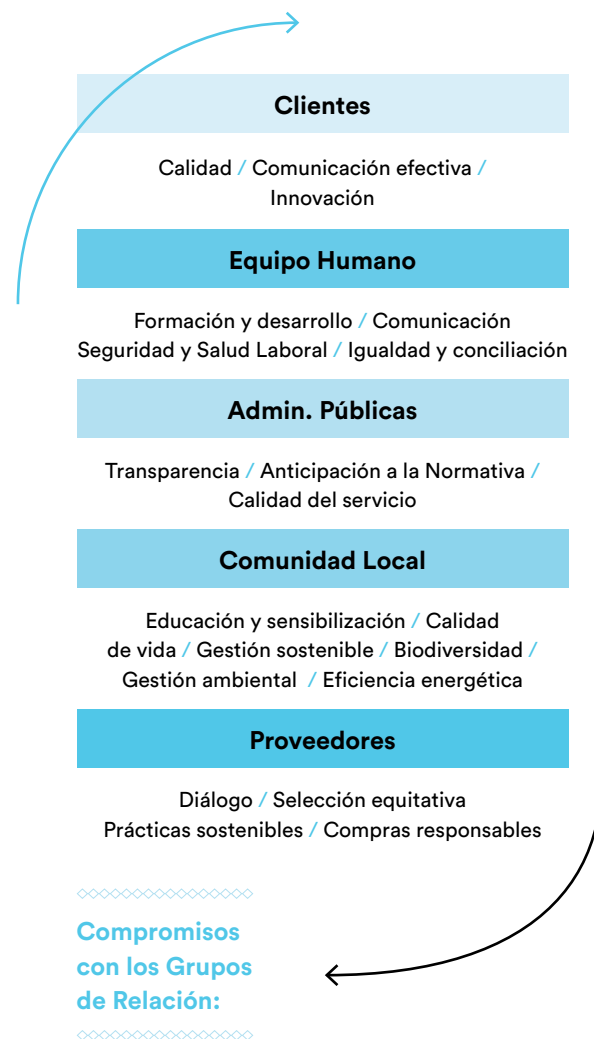 Clientes
Calidad / Comunicación efectiva /
Innovación
Equipo Humano
Formación y desarrollo / Comunicación
Seguridad y Salud Laboral / Igualdad y conciliación
Admin. Públicas
Transparencia / Anticipación a la Normativa /
Calidad del servicio
Comunidad Local
Educación y sensibilización / Calidad
de vida / Gestión sostenible / Biodiversidad /
Gestión ambiental / Eficiencia energética
Proveedores
Diálogo / Selección equitativa
Prácticas sostenibles / Compras responsables
Compromisos
con los Grupos
de Relación: